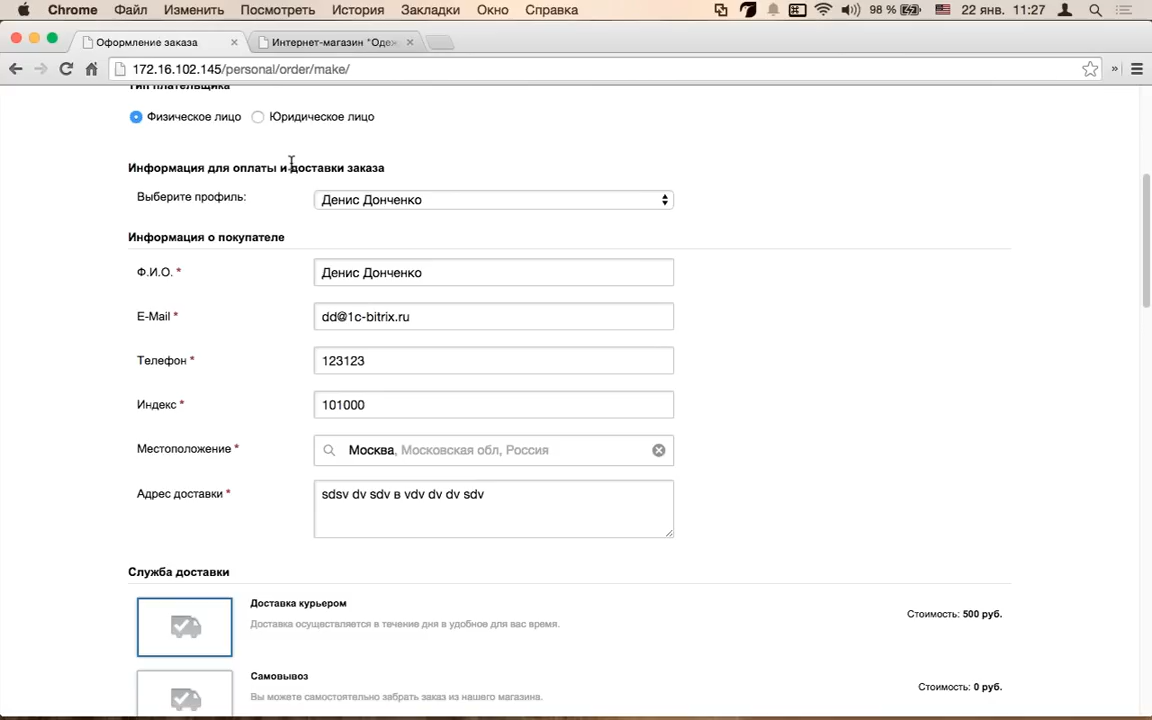 Chrome Файл Изменить Посмотреть История Закладки Окно Справка 98 % 22 янв. 11:27
Оформление заказа Интернет-магазин "Одеж
172.16.102.145/personal/order/make/ »
Тип плательщика
Физическое лицо Юридическое лицо
Информация для оплаты и доставки заказа
Выберите профиль: Денис Донченко
Информация о покупателе
Ф.И.О. * Денис Донченко
E-Mail * dd@1c-bitrix.ru
Телефон * 123123
Индекс * 101000
Местоположение * Москва, Московская обл, Россия
Адрес доставки * sdsv dv sdv в vdv dv dv sdv
Служба доставки
Доставка курьером
Стоимость: 500 руб.
Доставка осуществляется в течение дня в удобное для вас время.
Самовывоз
Стоимость: 0 руб.
Вы можете самостоятельно забрать заказ из нашего магазина.